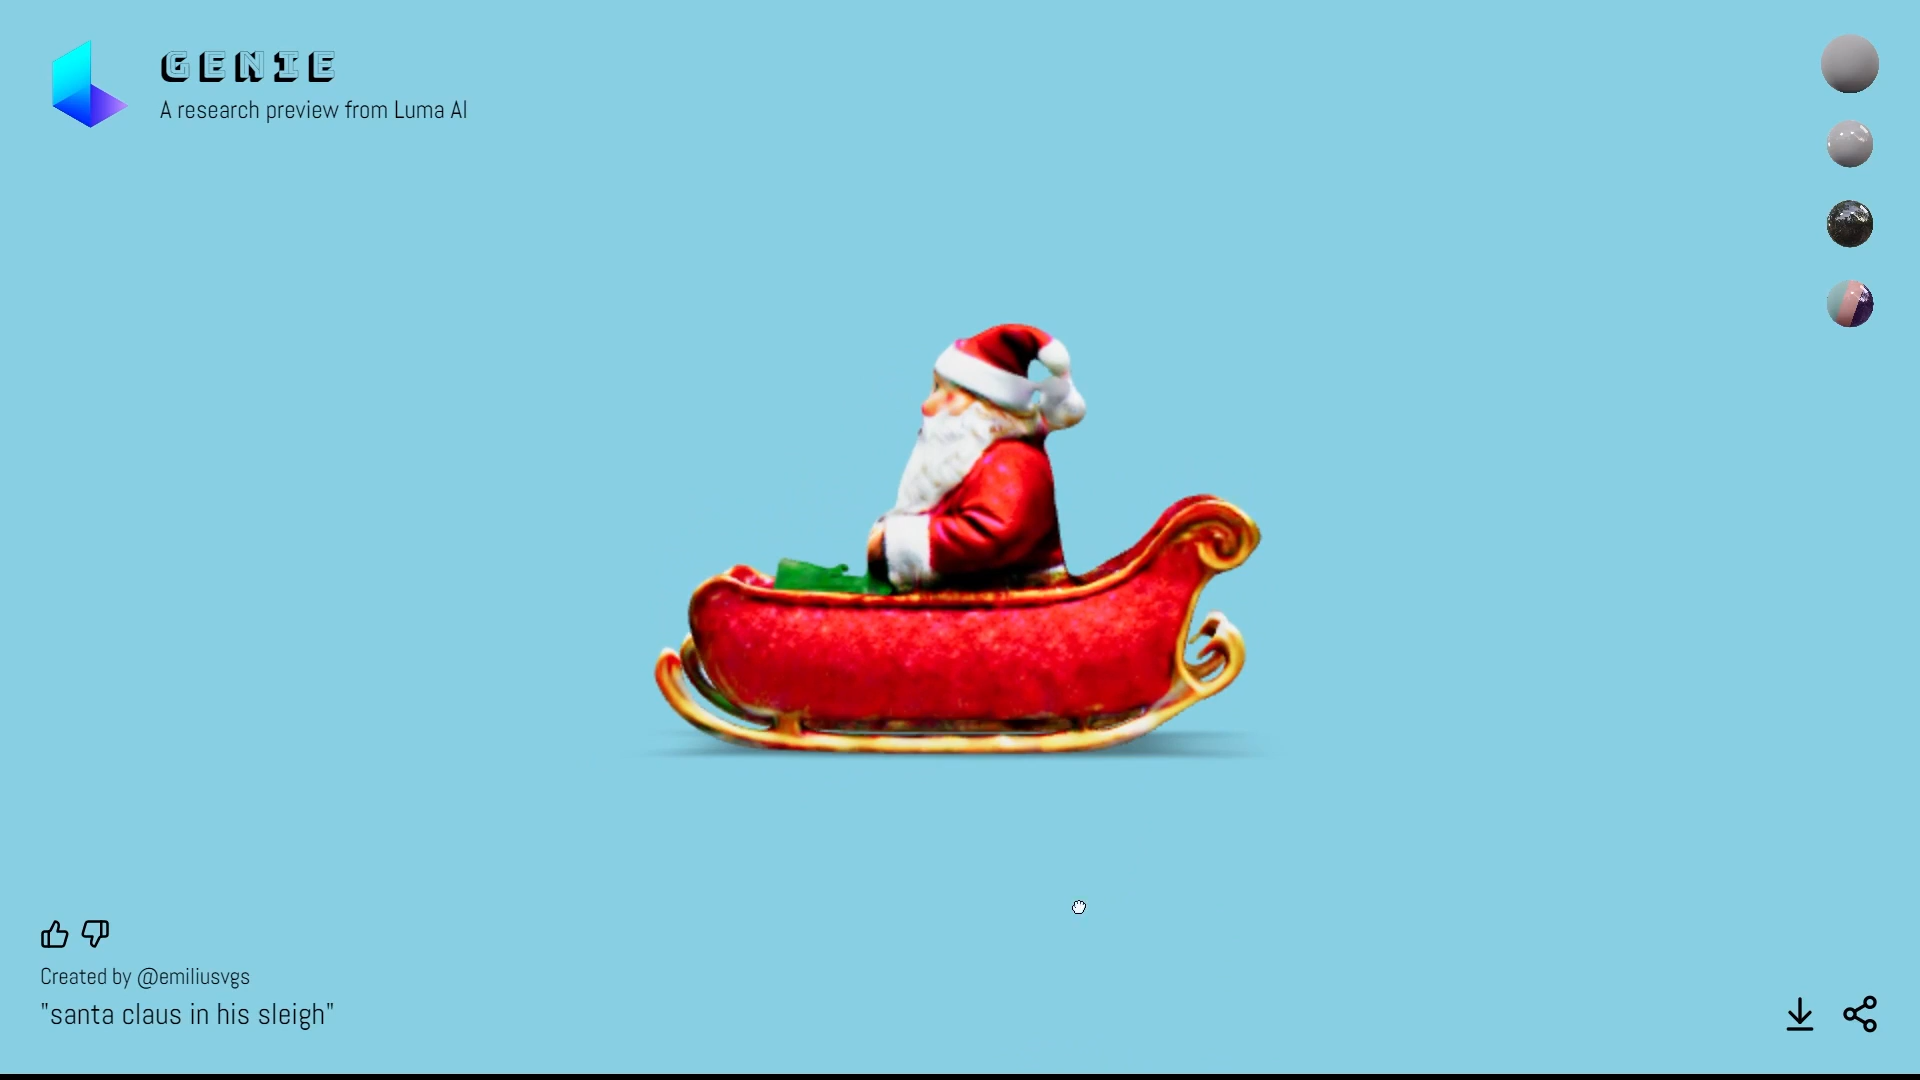 GENIE
A research preview from Luma AI
Created by @emiliusvgs
"santa claus in his sleigh"